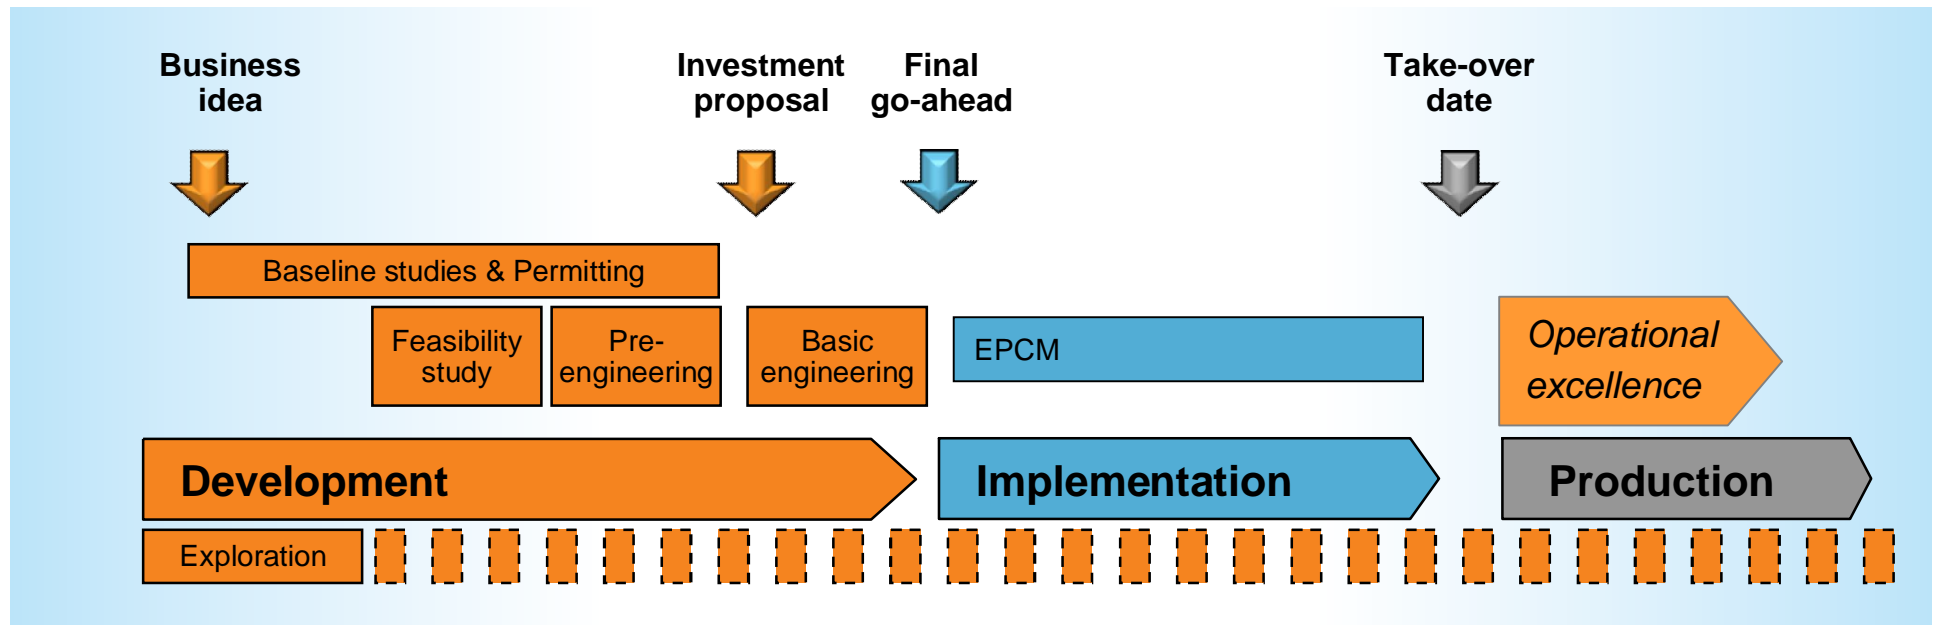 Business
idea
Investment
proposal
Final
go-ahead
Take-over
date
Baseline studies & Permitting
Feasibility
study
Pre-
engineering
Basic
engineering
EPCM
Operational
excellence
Development
Implementation
Production
Exploration